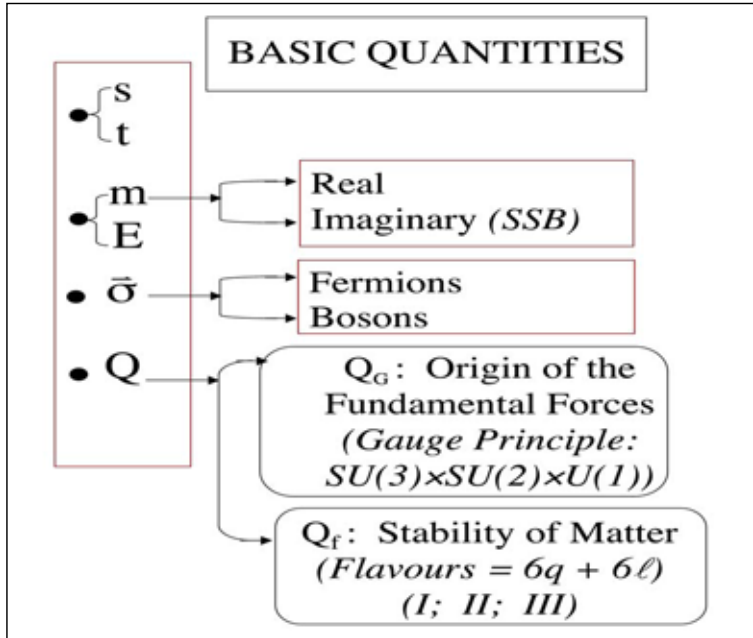 BASIC QUANTITIES
s
t
m
E
σ⃗
Q
Real
Imaginary (SSB)
Fermions
Bosons
Q_G: Origin of the
Fundamental Forces
(Gauge Principle:
SU(3)×SU(2)×U(1))
Q_f: Stability of Matter
(Flavours = 6q + 6ℓ)
(I; II; III)